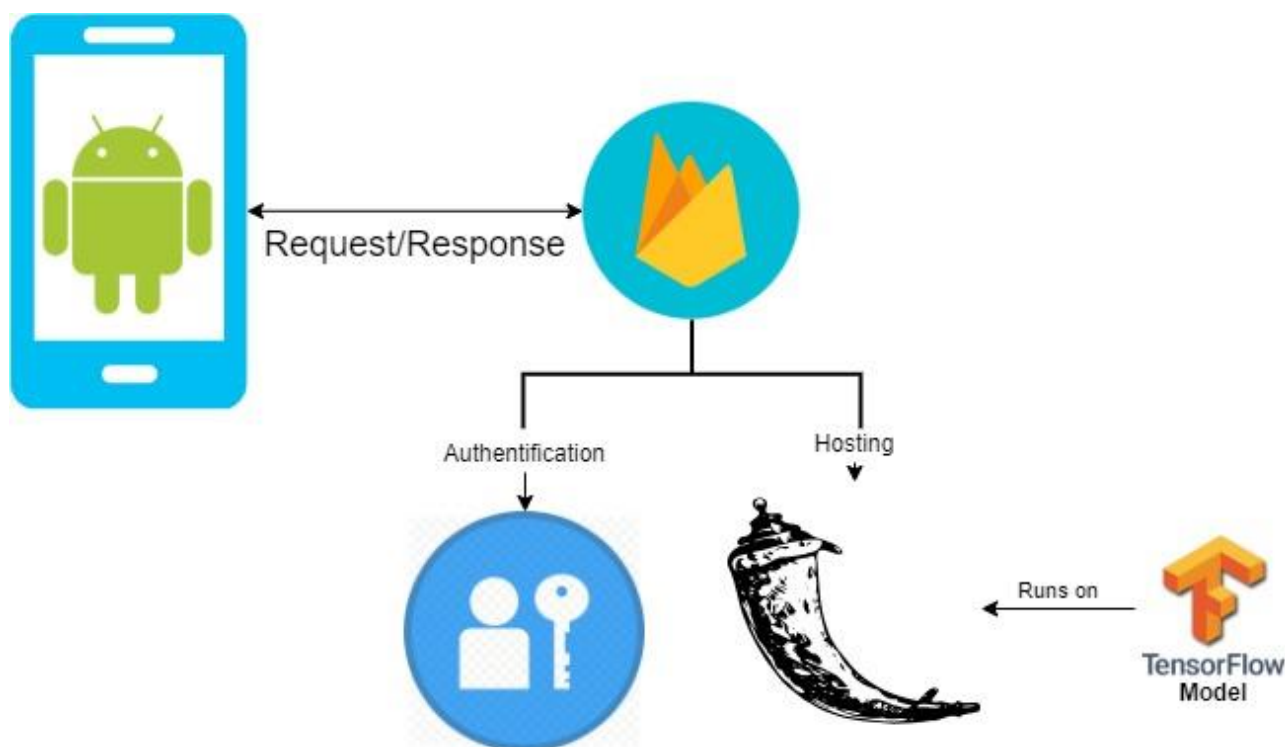 Request/Response
Authentification
Hosting
Runs on
TensorFlow
Model